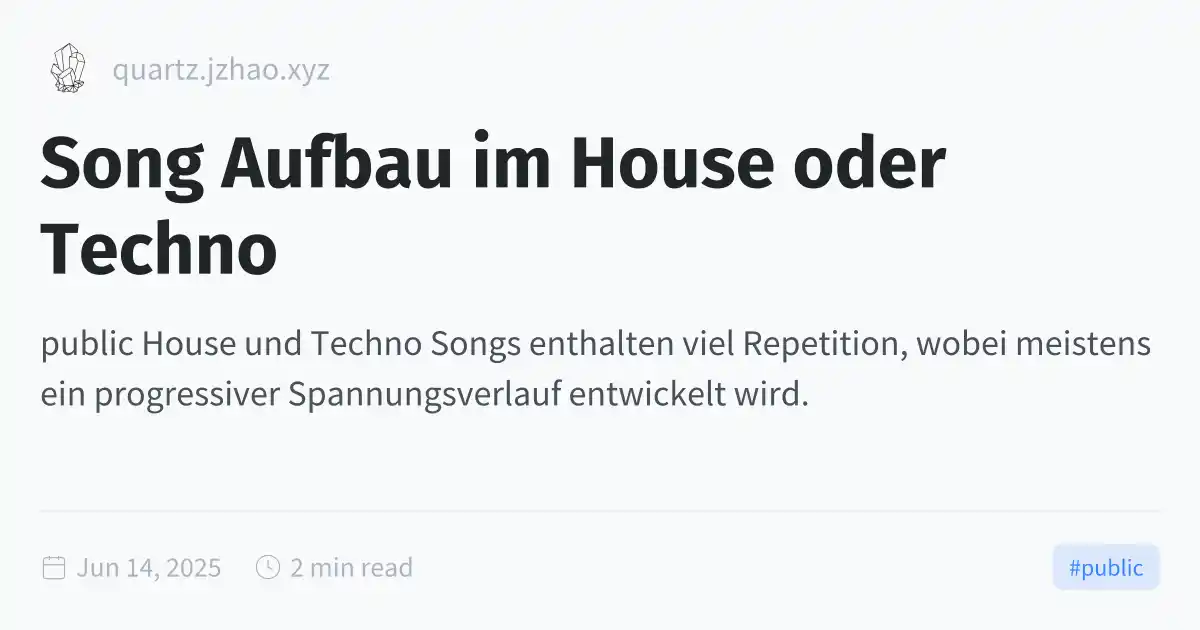 quartz.jzhao.xyz
Song Aufbau im House oder
Techno
public House und Techno Songs enthalten viel Repetition, wobei meistens
ein progressiver Spannungsverlauf entwickelt wird.
Jun 14, 2025 2 min read #public